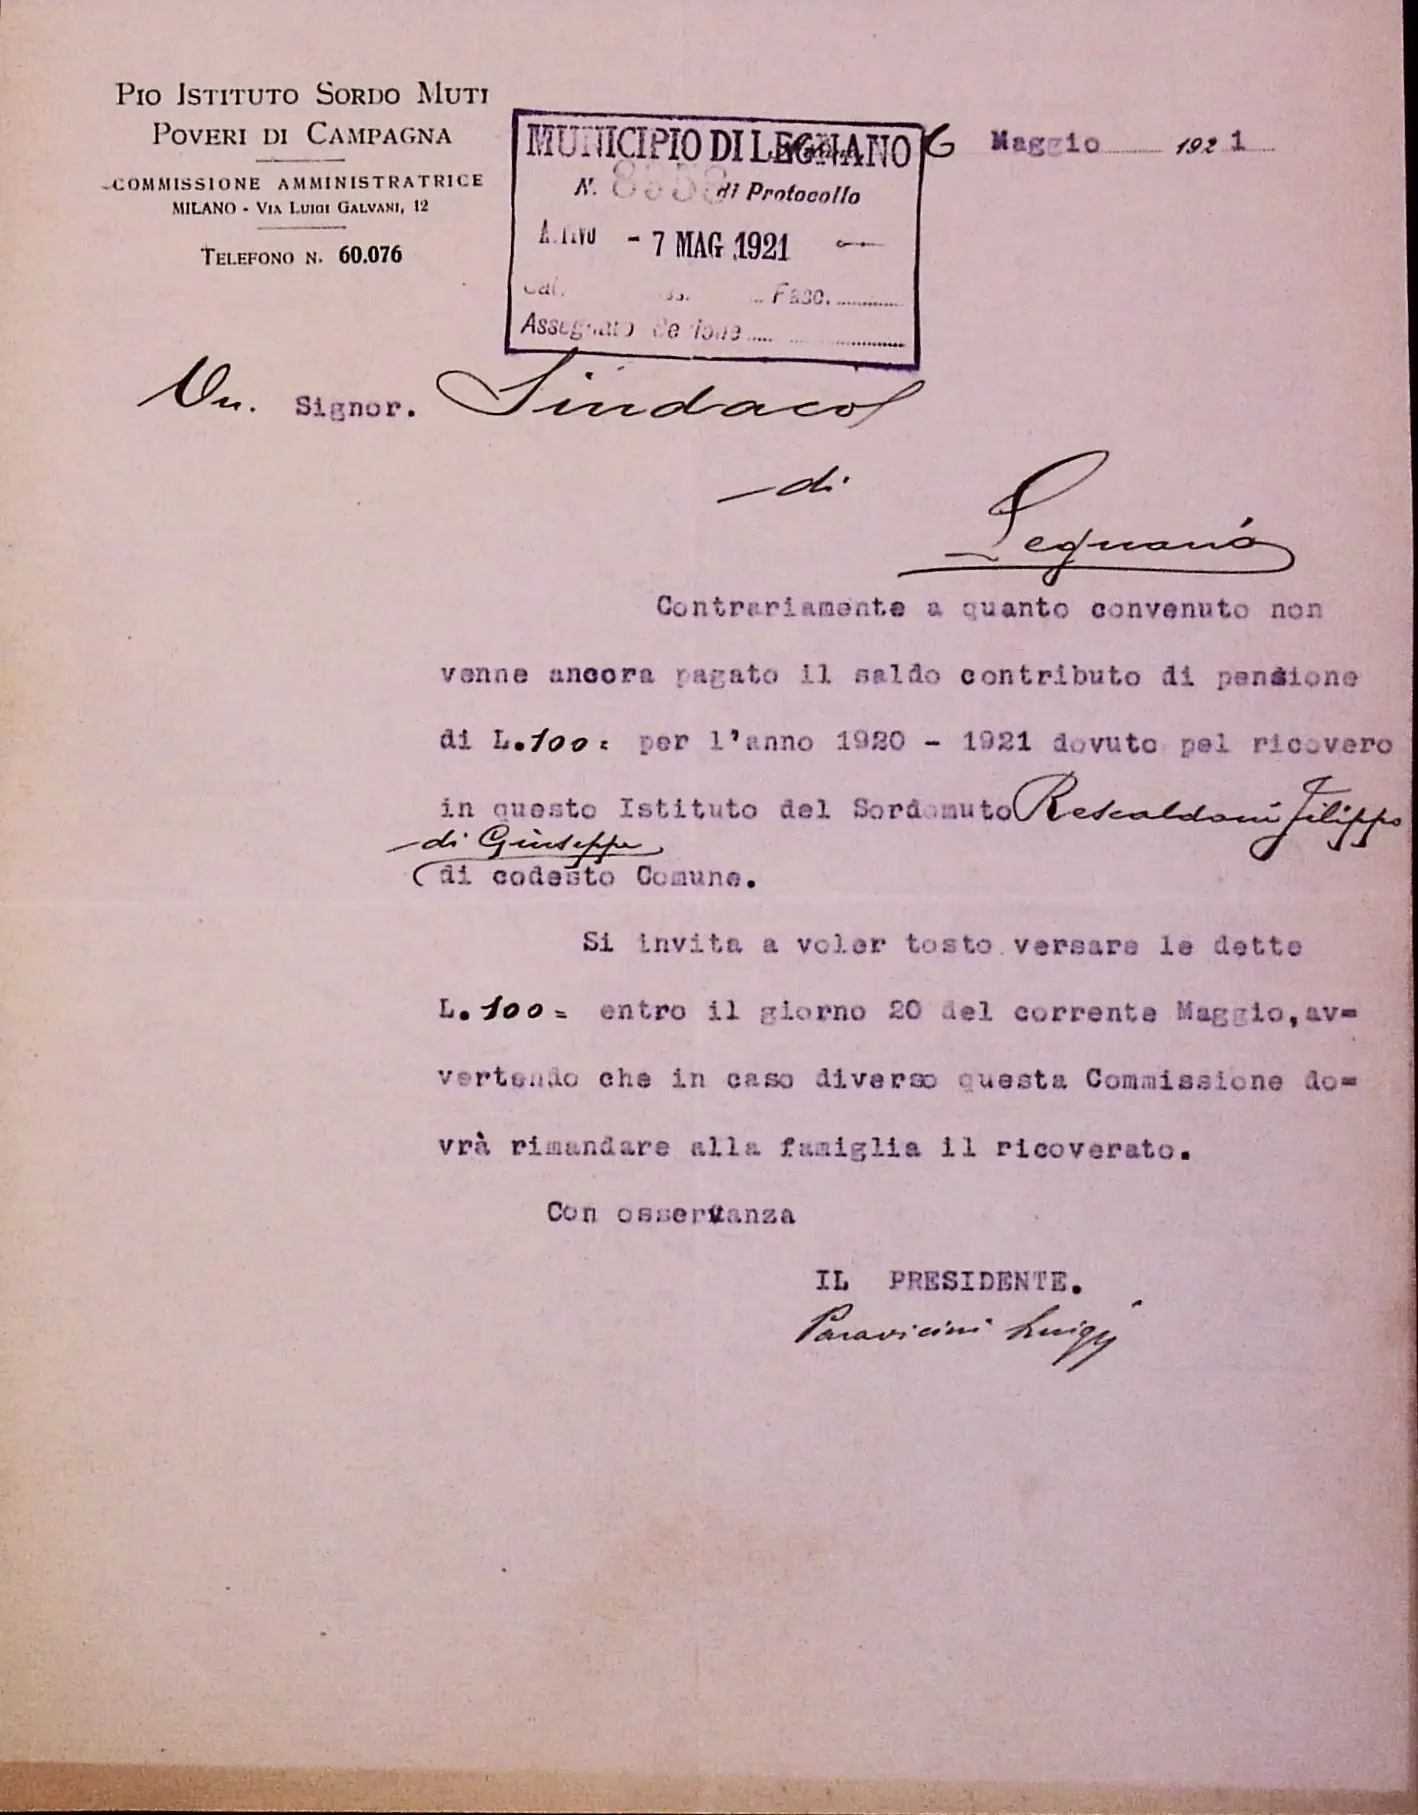 PIO ISTITUTO SORDO MUTI
POVERI DI CAMPAGNA
COMMISSIONE AMMINISTRATRICE
MILANO - VIA LUIGI GALVANI, 12
TELEFONO N. 60.076
MUNICIPIO DI LEGNANO
N. di Protocollo
- 7 MAG 1921
Fasc.
Assegnato Sezione
6 Maggio 1921
On. Signor. Sindaco
di
Legnano
Contrariamente a quanto convenuto non
venne ancora pagato il saldo contributo di pensione
di L.100= per l'anno 1920 - 1921 dovuto pel ricovero
in questo Istituto del Sordomuto Rescaldani Filippo
di Giuseppe
(di codesto Comune.
Si invita a voler tosto versare le dette
L.100= entro il giorno 20 del corrente Maggio,av=
vertendo che in caso diverso questa Commissione do=
vrà rimandare alla famiglia il ricoverato.
Con osservanza
IL PRESIDENTE.
Paravicini Luigi